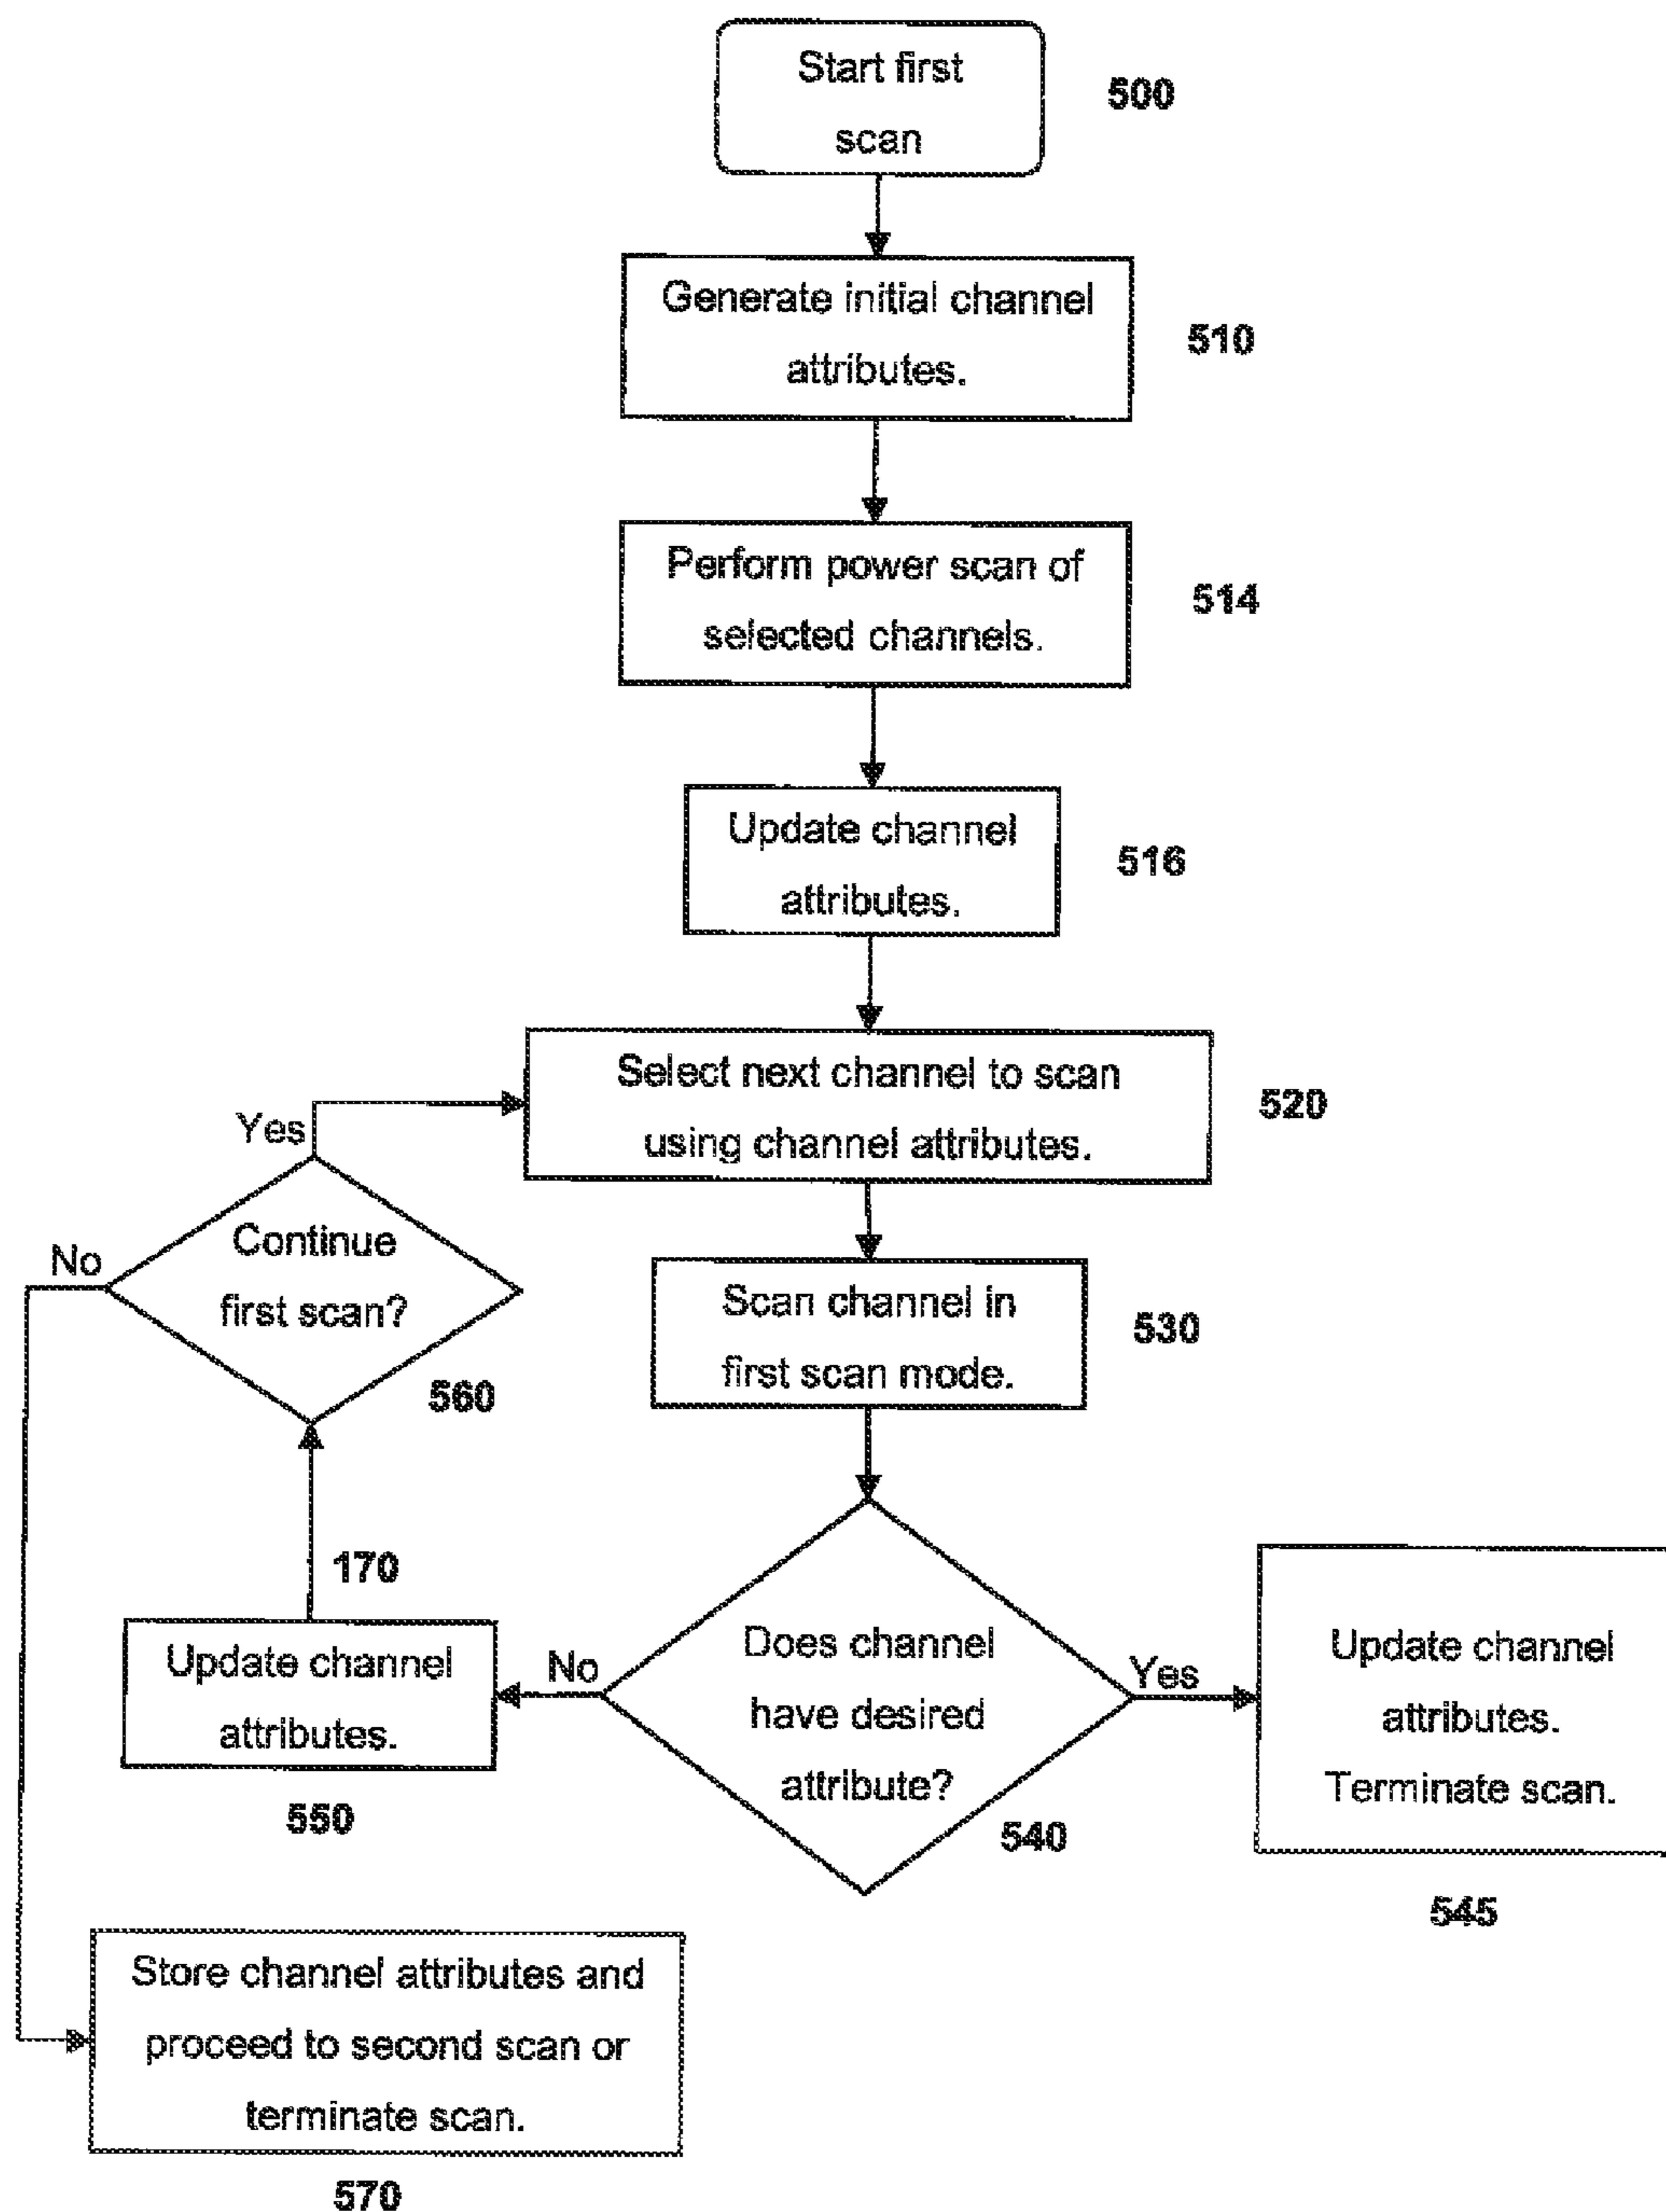 Start first
scan
500
Generate initial channel
attributes.
510
Perform power scan of
selected channels.
514
Update channel
attributes.
516
Select next channel to scan
using channel attributes.
520
Yes
Continue
first scan?
No
560
Scan channel in
first scan mode.
530
170
Update channel
attributes.
550
No
Does channel
have desired
attribute?
540
Yes
Update channel
attributes.
Terminate scan.
545
Store channel attributes and
proceed to second scan or
terminate scan.
570